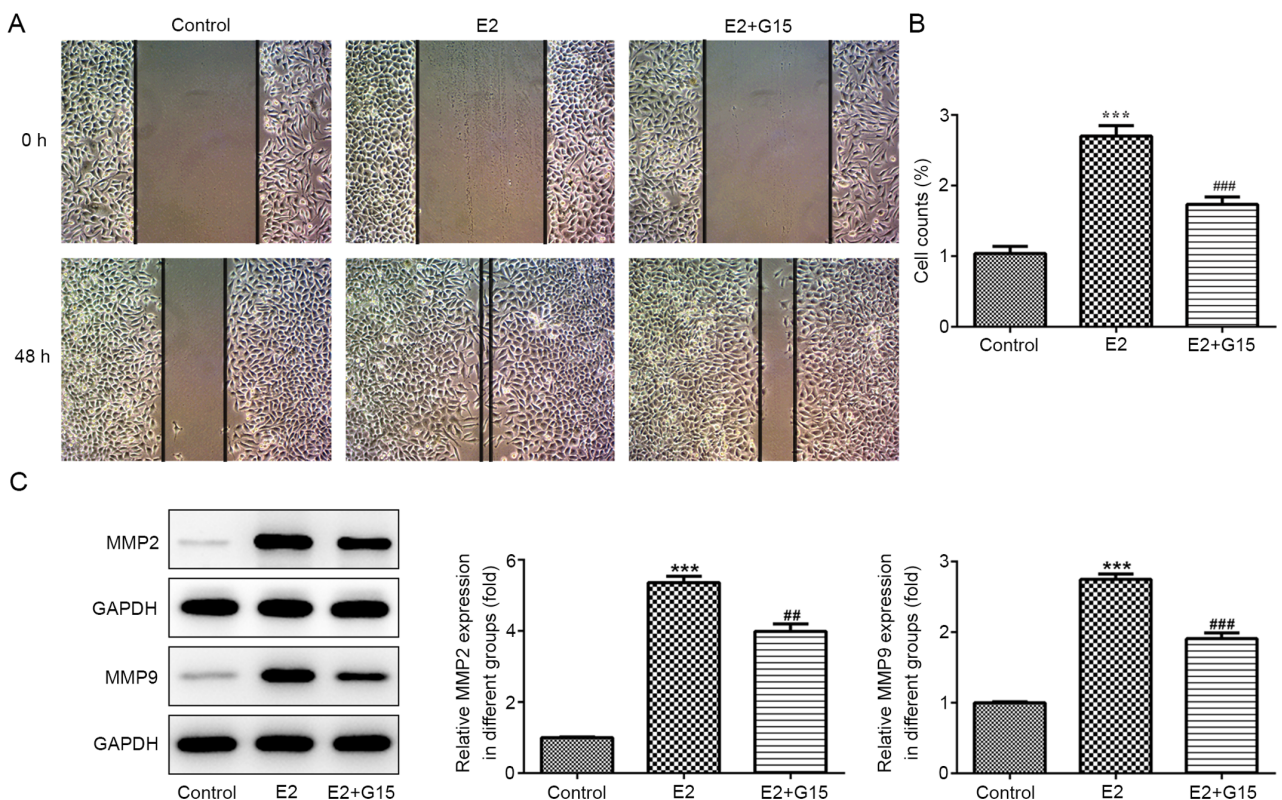 A
Control
E2
E2+G15
0 h
48 h
B
Cell counts (%)
3
2
1
0
***
###
Control
E2
E2+G15
C
MMP2
GAPDH
MMP9
GAPDH
Control
E2
E2+G15
Relative MMP2 expression
in different groups (fold)
6
4
2
0
***
##
Control
E2
E2+G15
Relative MMP9 expression
in different groups (fold)
3
2
1
0
***
###
Control
E2
E2+G15